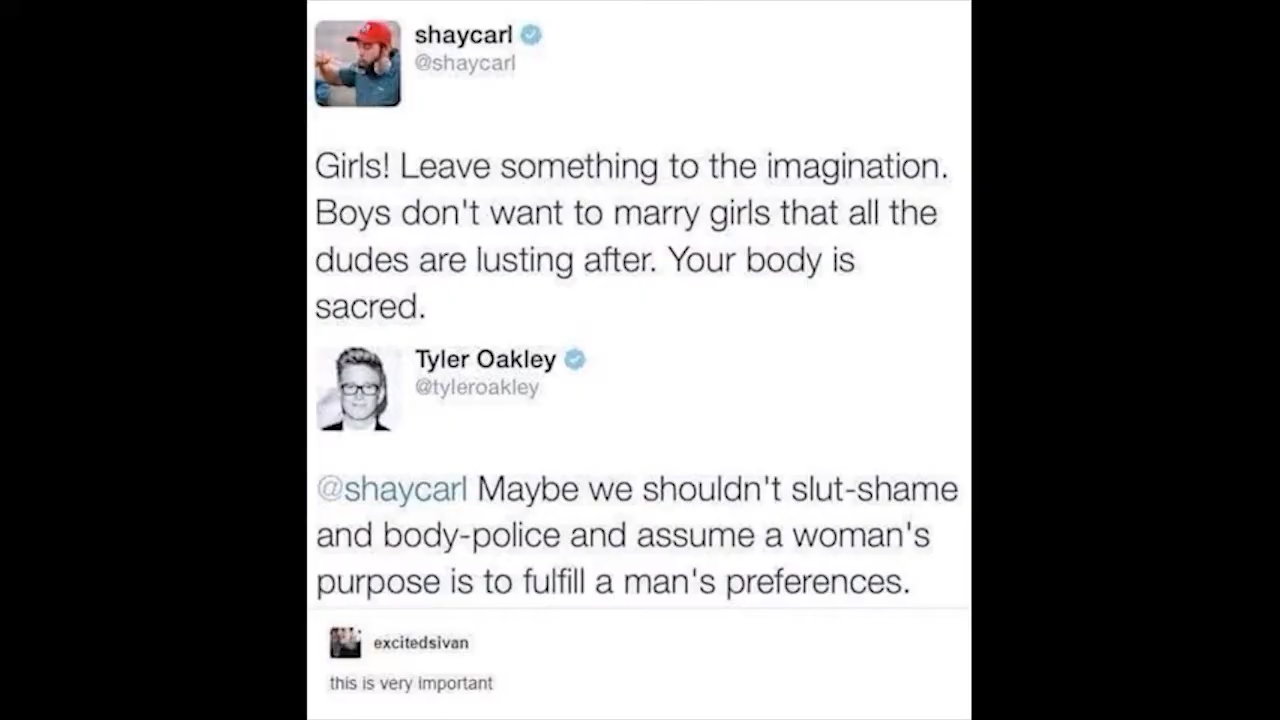 shaycarl
@shaycarl
Girls! Leave something to the imagination.
Boys don't want to marry girls that all the
dudes are lusting after. Your body is
sacred.
Tyler Oakley
@tyleroakley
@shaycarl Maybe we shouldn't slut-shame
and body-police and assume a woman's
purpose is to fulfill a man's preferences.
excitedsivan
this is very important